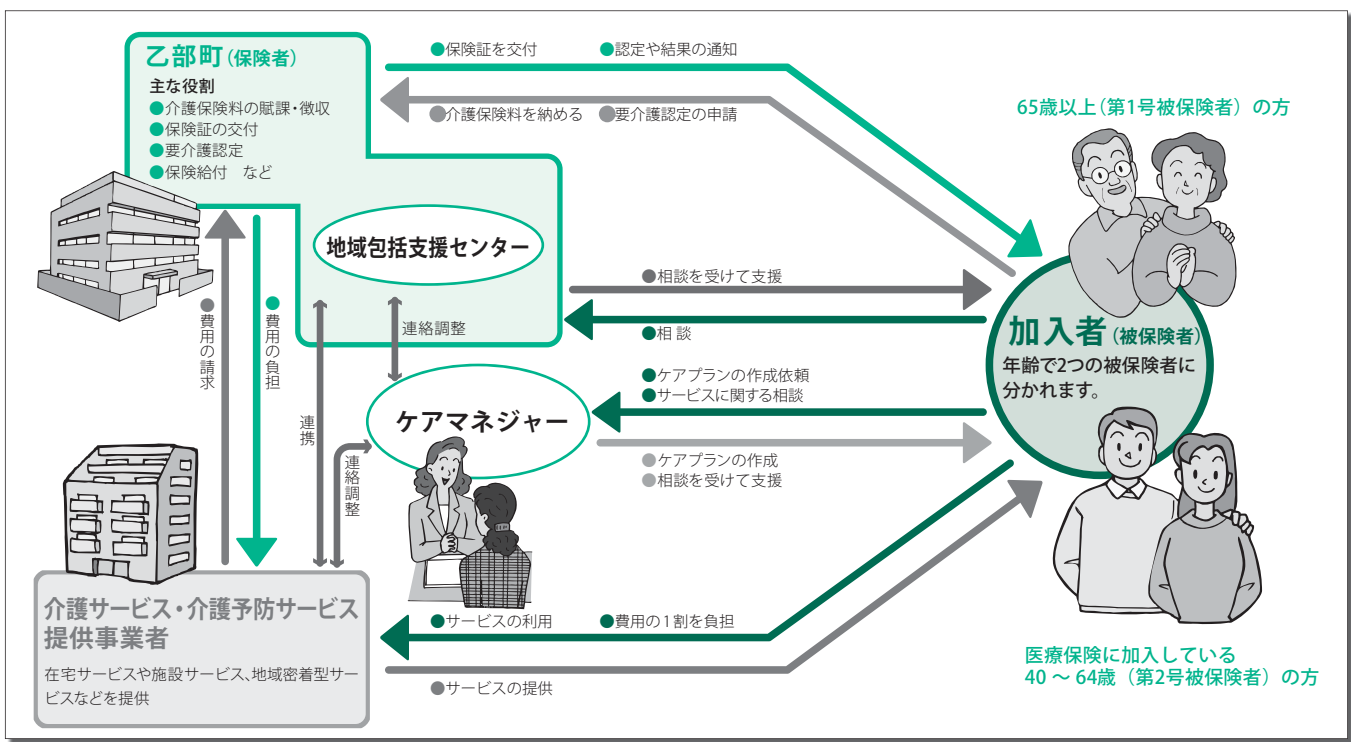 乙部町(保険者)
主な役割
●介護保険料の賦課・徴収
●保険証の交付
●要介護認定
●保険給付　など
●保険証を交付　●認定や結果の通知
●介護保険料を納める　●要介護認定の申請
65歳以上(第1号被保険者)の方
地域包括支援センター
●相談を受けて支援
●相談
連絡調整
●費用の請求
●費用の負担
連携
連絡調整
加入者(被保険者)
年齢で2つの被保険者に
分かれます。
●ケアプランの作成依頼
●サービスに関する相談
ケアマネジャー
●ケアプランの作成
●相談を受けて支援
介護サービス・介護予防サービス
提供事業者
在宅サービスや施設サービス、地域密着型サー
ビスなどを提供
●サービスの利用　●費用の1割を負担
●サービスの提供
医療保険に加入している
40～64歳(第2号被保険者)の方